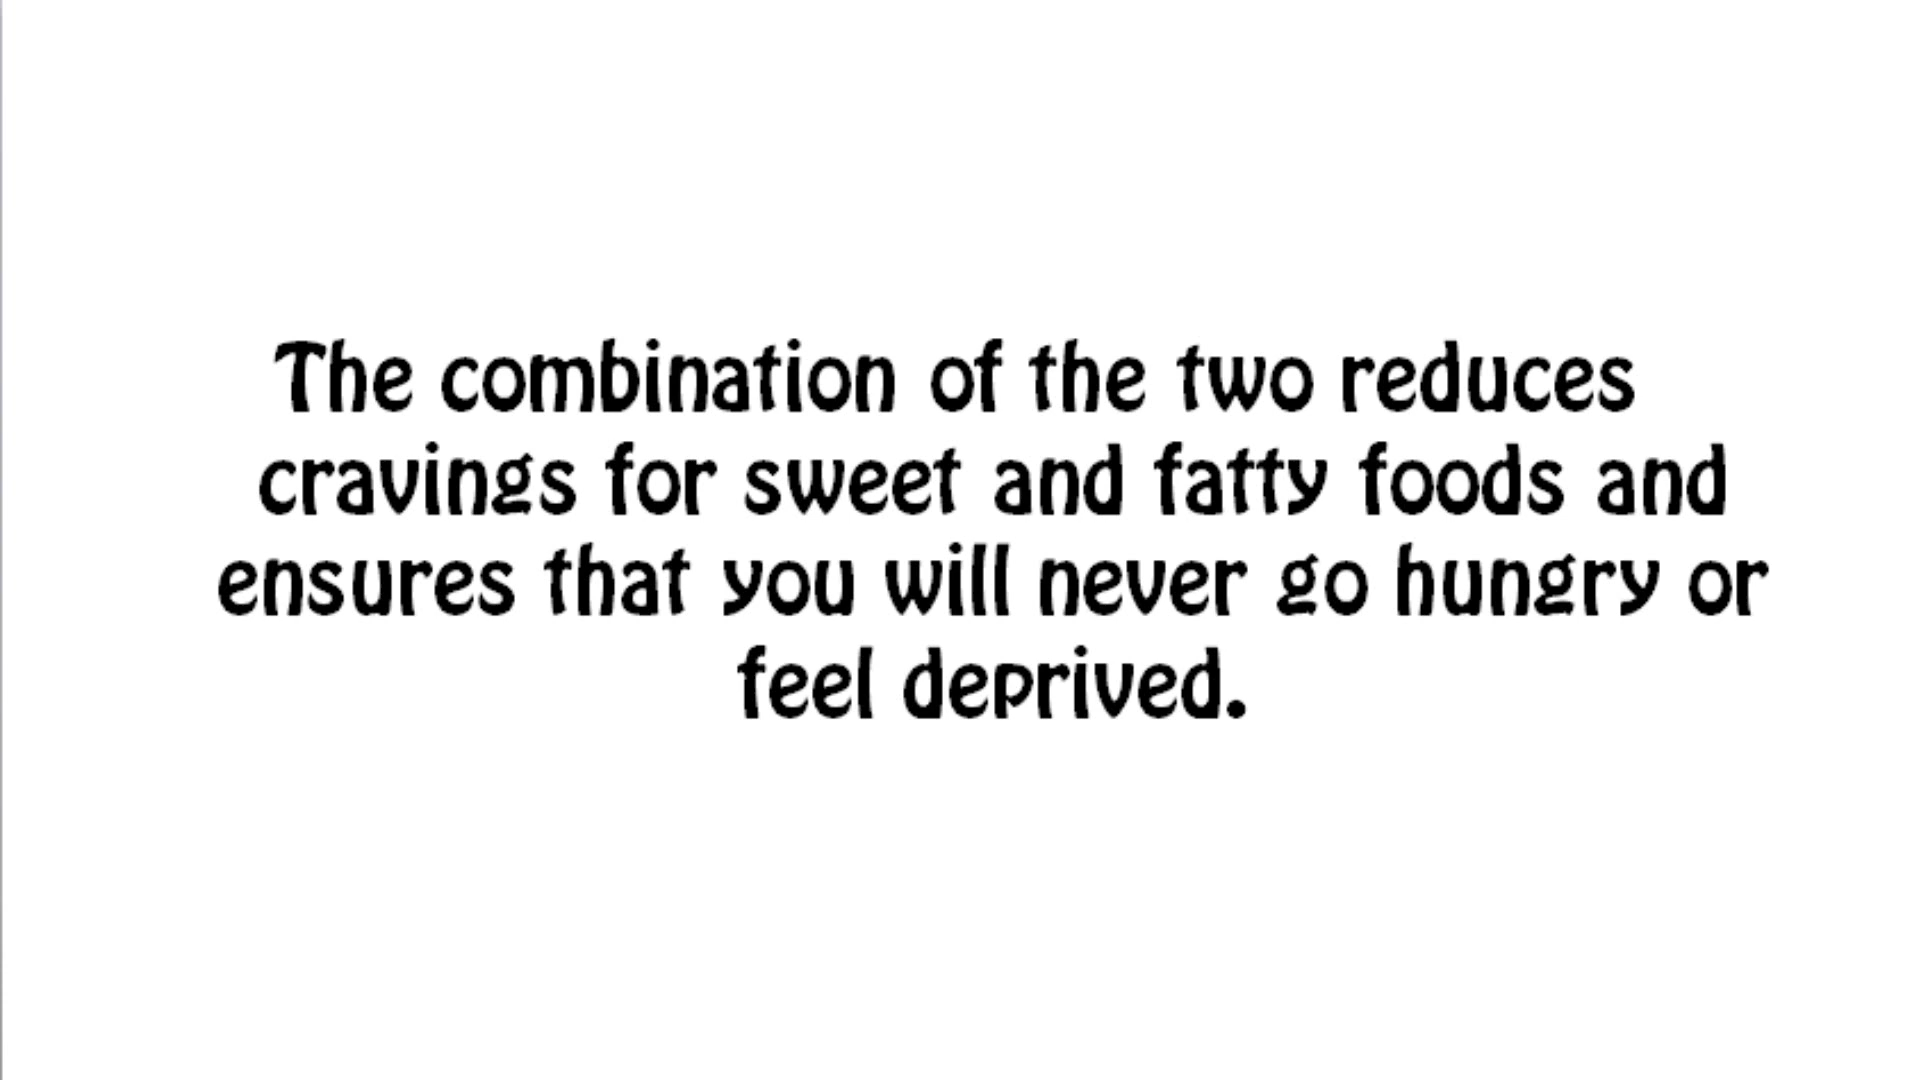 The combination of the two reduces
cravings for sweet and fatty foods and
ensures that you will never go hungry or
feel deprived.